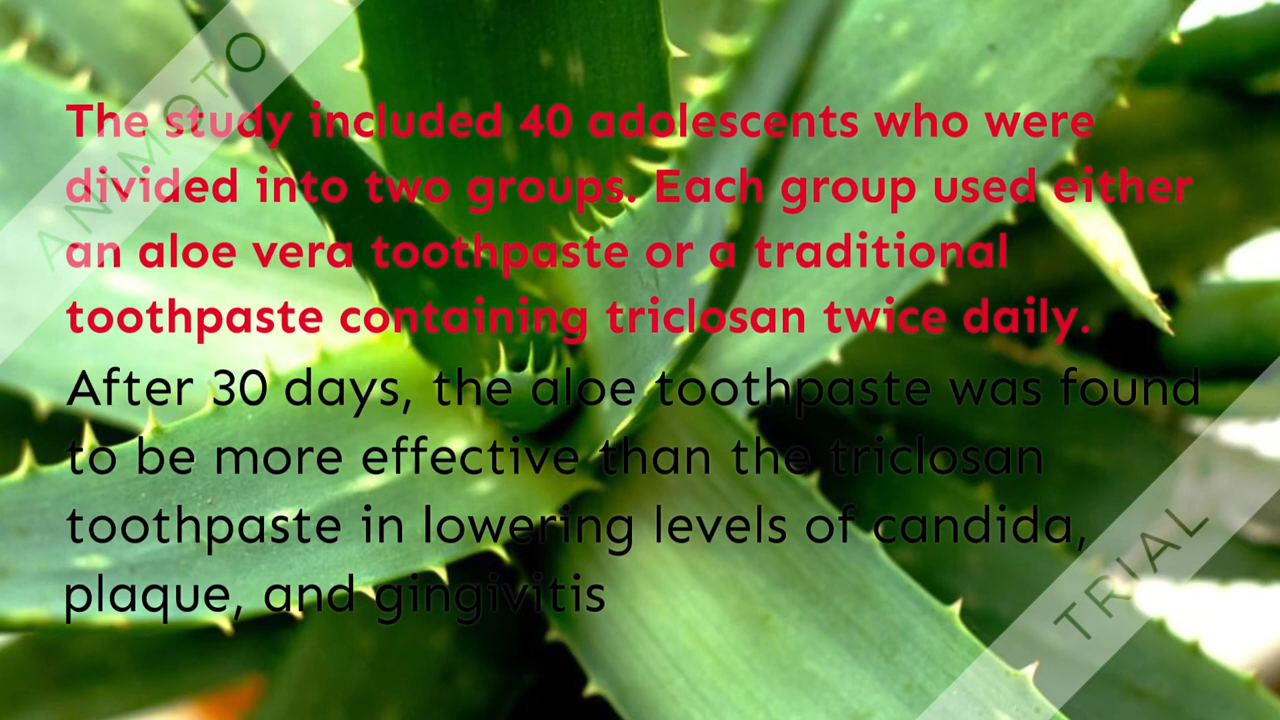 ANIMOTO
The study included 40 adolescents who were
divided into two groups. Each group used either
an aloe vera toothpaste or a traditional
toothpaste containing triclosan twice daily.
After 30 days, the aloe toothpaste was found
to be more effective than the triclosan
toothpaste in lowering levels of candida,
plaque, and gingivitis
TRIAL